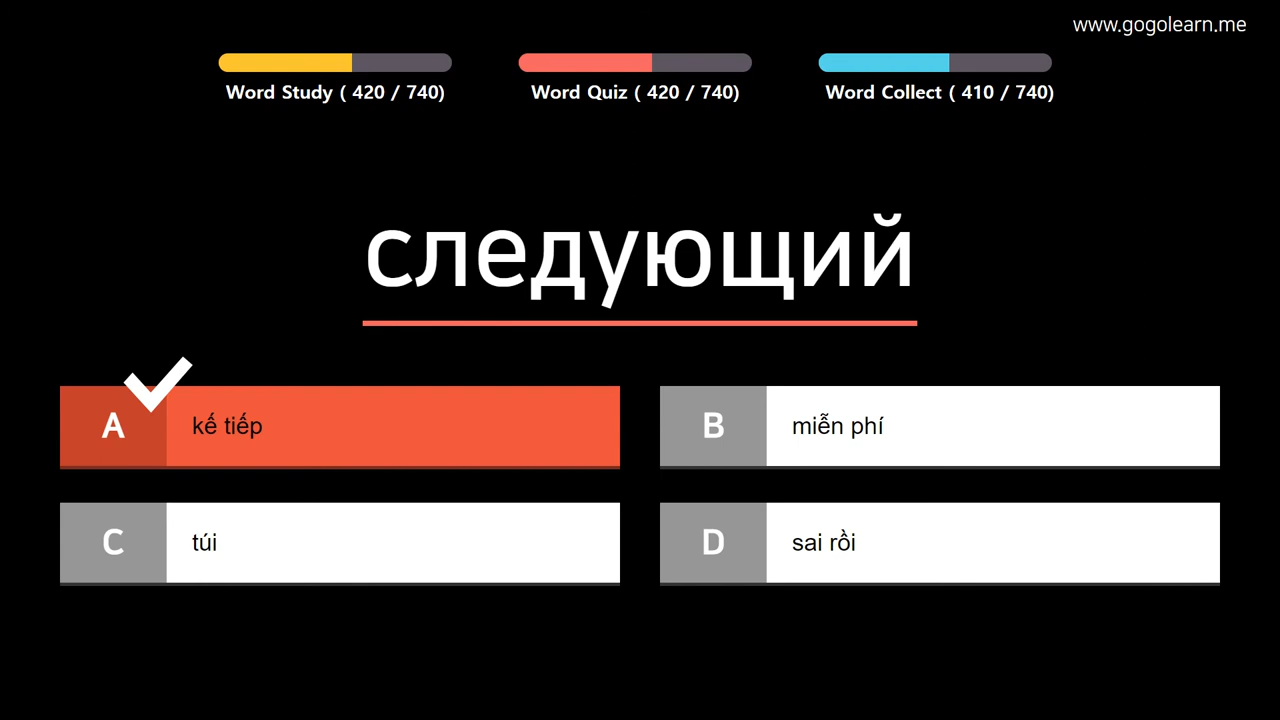 www.gogolearn.me
Word Study ( 420 / 740)
Word Quiz ( 420 / 740)
Word Collect ( 410 / 740)
следующий
A kế tiếp
B miễn phí
C túi
D sai rồi